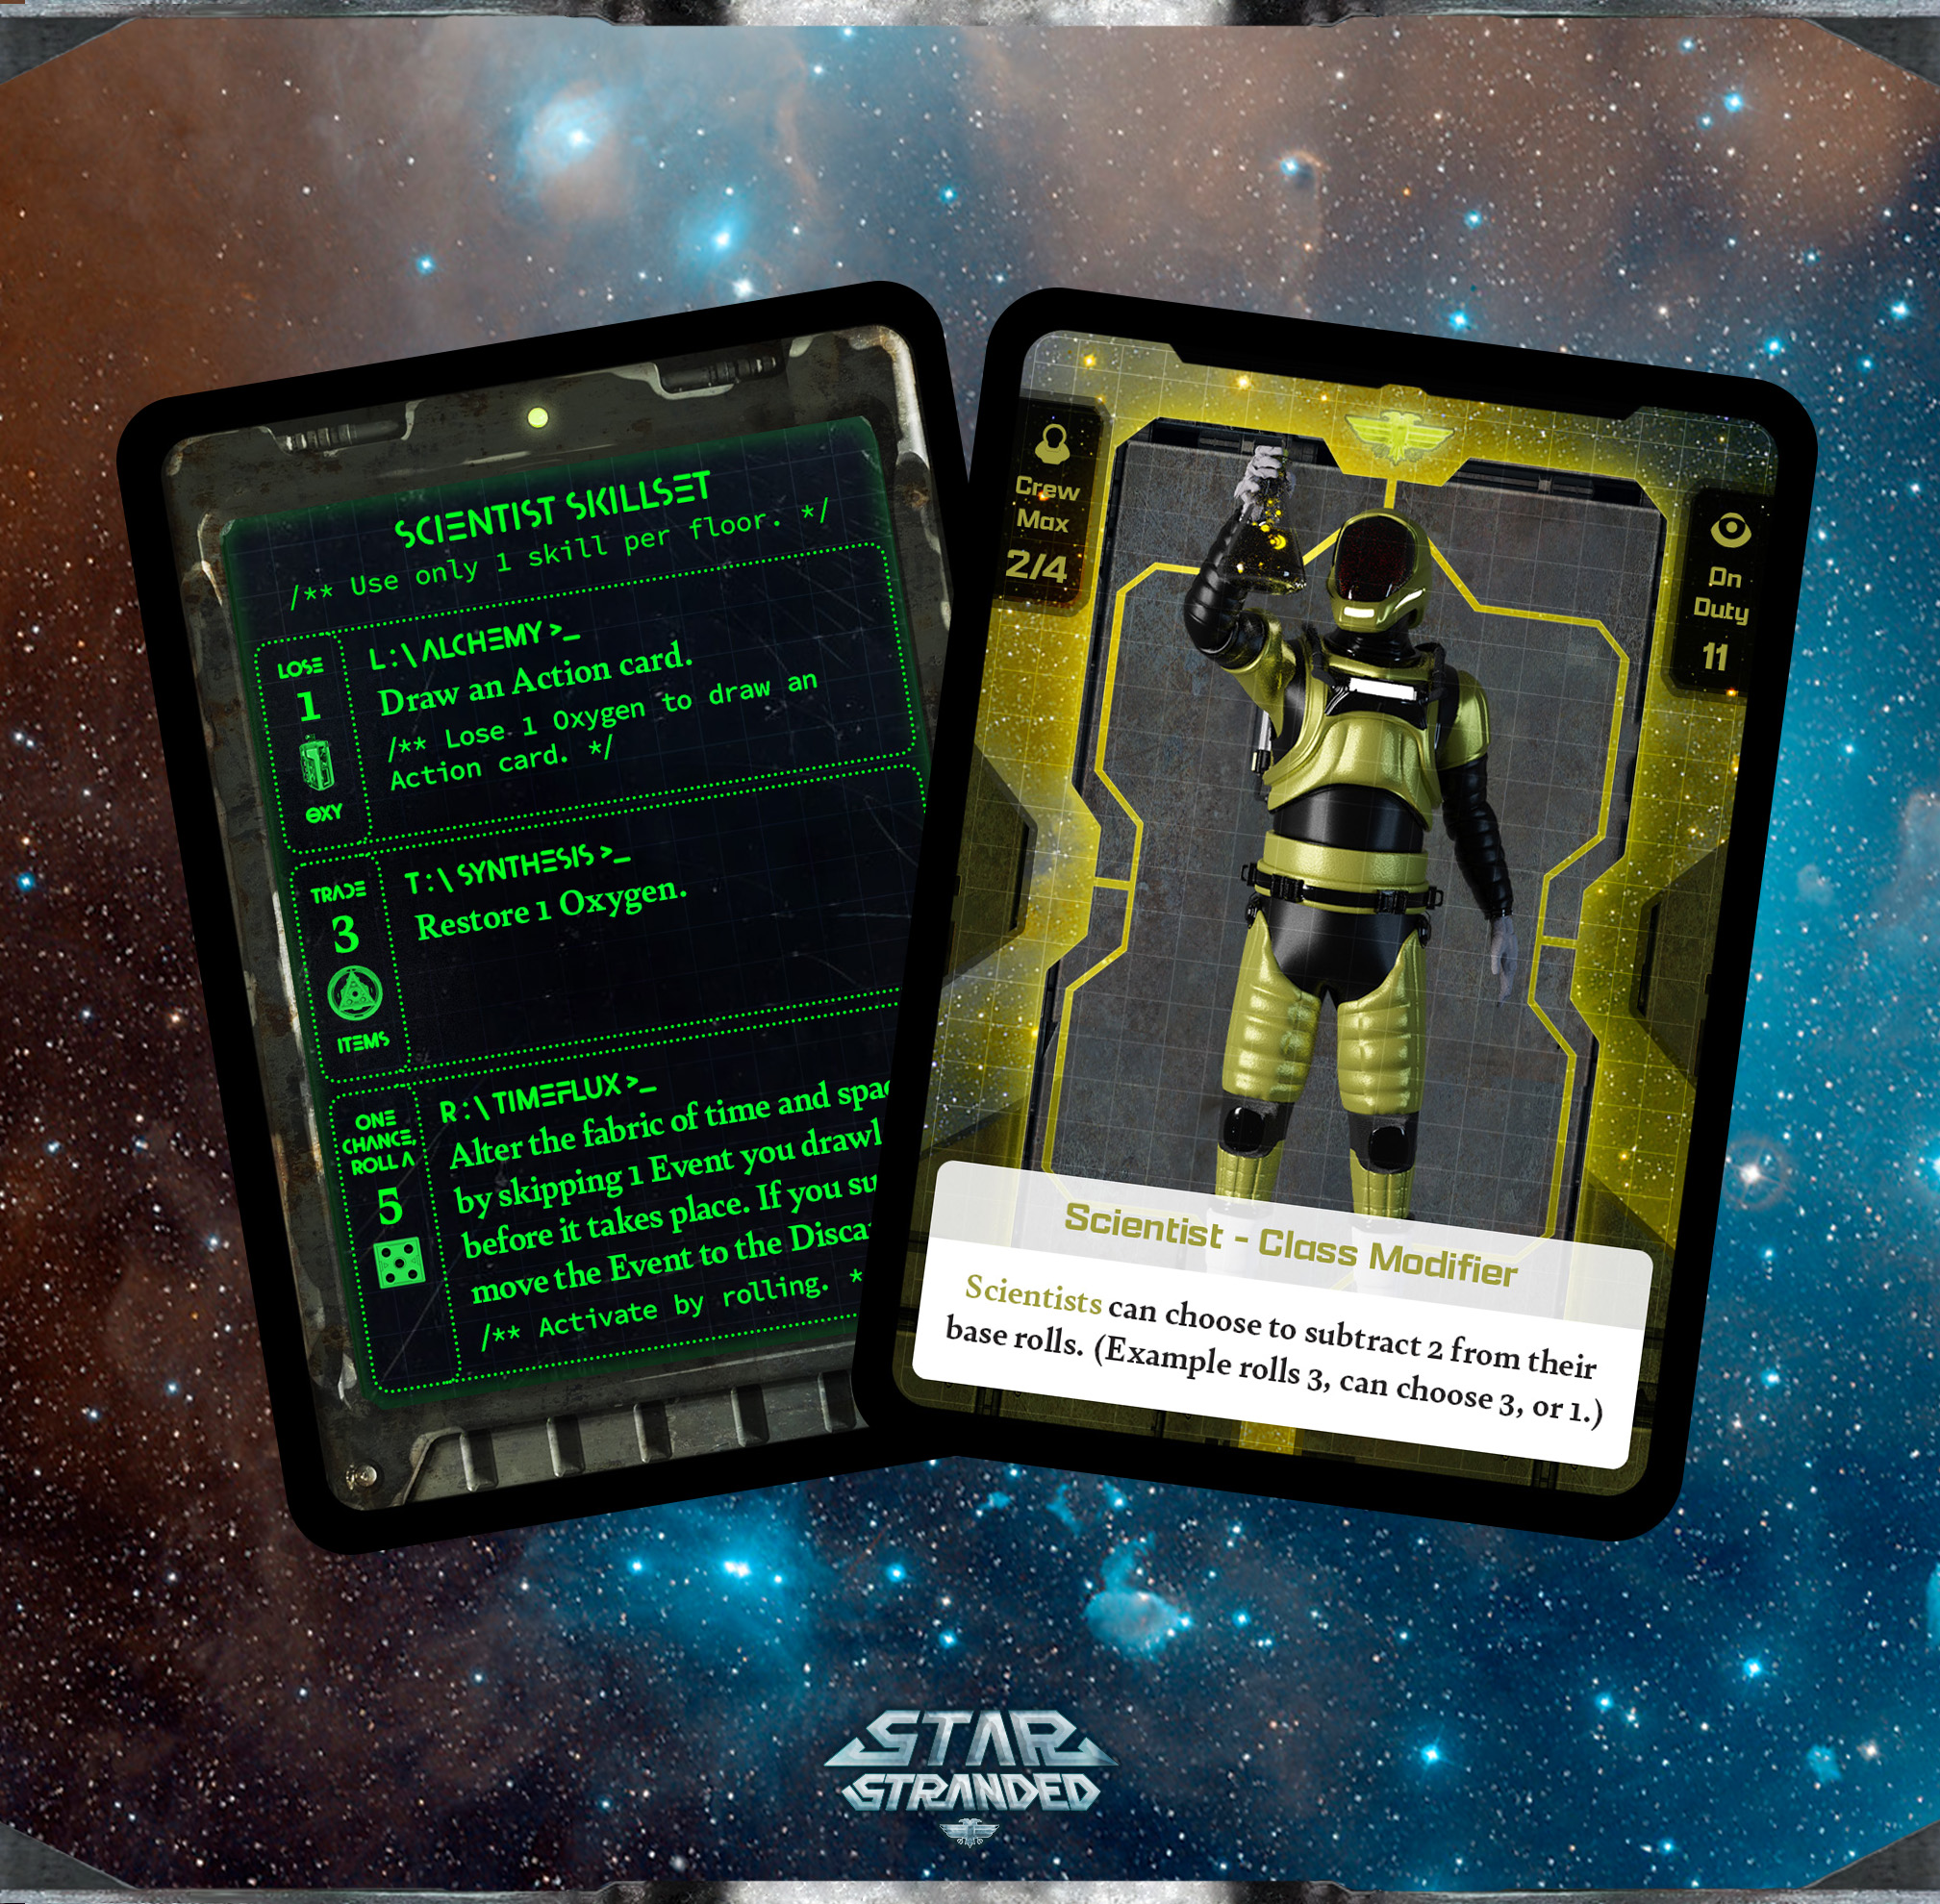 SCIENTIST SKILLSET
/** Use only 1 skill per floor. */
LOSE
1
OXY
L:\ALCHEMY >_
Draw an Action card.
/** Lose 1 Oxygen to draw an
Action card. */
TRADE
3
ITEMS
T:\SYNTHESIS >_
Restore 1 Oxygen.
ONE
CHANCE,
ROLL A
5
R:\TIMEFLUX >_
Alter the fabric of time and spac
by skipping 1 Event you draw
before it takes place. If you su
move the Event to the Disca
/** Activate by rolling. *
Crew
Max
2/4
On
Duty
11
Scientist - Class Modifier
Scientists can choose to subtract 2 from their
base rolls. (Example rolls 3, can choose 3, or 1.)
STAR
STRANDED